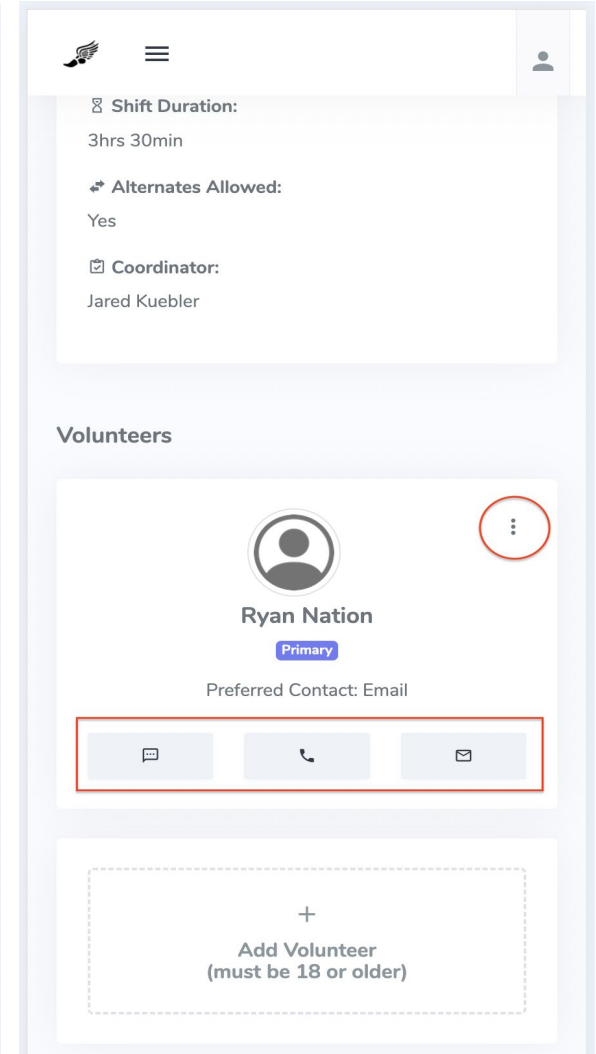 Shift Duration:
3hrs 30min
Alternates Allowed:
Yes
Coordinator:
Jared Kuebler
Volunteers
Ryan Nation
Primary
Preferred Contact: Email
Add Volunteer
(must be 18 or older)